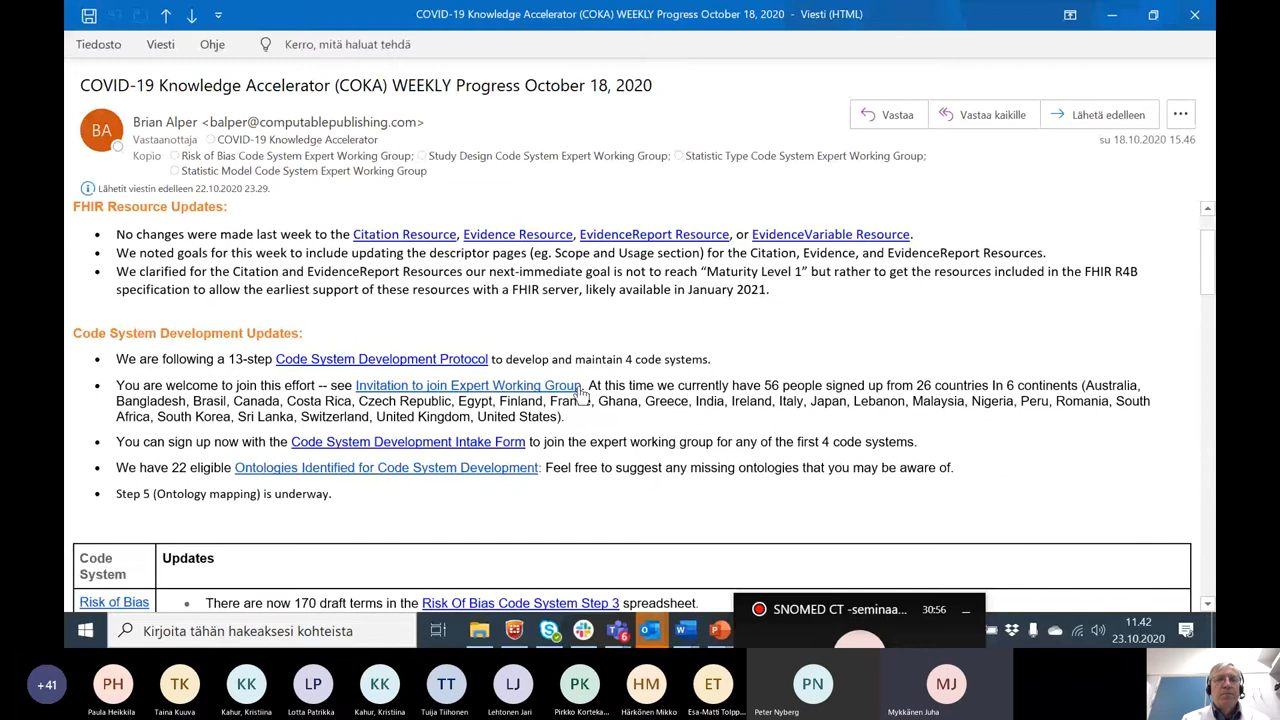 COVID-19 Knowledge Accelerator (COKA) WEEKLY Progress October 18, 2020 - Viesti (HTML)
Tiedosto Viesti Ohje Kerro, mitä haluat tehdä
COVID-19 Knowledge Accelerator (COKA) WEEKLY Progress October 18, 2020
BA
Brian Alper <balper@computablepublishing.com>
Vastaa Vastaa kaikille Lähetä edelleen
Vastaanottaja COVID-19 Knowledge Accelerator
su 18.10.2020 15.46
Kopio Risk of Bias Code System Expert Working Group; Study Design Code System Expert Working Group; Statistic Type Code System Expert Working Group;
Statistic Model Code System Expert Working Group
Lähetit viestin edelleen 22.10.2020 23.29.
FHIR Resource Updates:
• No changes were made last week to the Citation Resource, Evidence Resource, EvidenceReport Resource, or EvidenceVariable Resource.
• We noted goals for this week to include updating the descriptor pages (eg. Scope and Usage section) for the Citation, Evidence, and EvidenceReport Resources.
• We clarified for the Citation and EvidenceReport Resources our next-immediate goal is not to reach “Maturity Level 1” but rather to get the resources included in the FHIR R4B
specification to allow the earliest support of these resources with a FHIR server, likely available in January 2021.
Code System Development Updates:
• We are following a 13-step Code System Development Protocol to develop and maintain 4 code systems.
• You are welcome to join this effort -- see Invitation to join Expert Working Group. At this time we currently have 56 people signed up from 26 countries In 6 continents (Australia,
Bangladesh, Brasil, Canada, Costa Rica, Czech Republic, Egypt, Finland, France, Ghana, Greece, India, Ireland, Italy, Japan, Lebanon, Malaysia, Nigeria, Peru, Romania, South
Africa, South Korea, Sri Lanka, Switzerland, United Kingdom, United States).
• You can sign up now with the Code System Development Intake Form to join the expert working group for any of the first 4 code systems.
• We have 22 eligible Ontologies Identified for Code System Development: Feel free to suggest any missing ontologies that you may be aware of.
• Step 5 (Ontology mapping) is underway.
Code System
Updates
Risk of Bias
• There are now 170 draft terms in the Risk Of Bias Code System Step 3 spreadsheet.
SNOMED CT -seminaa... 30:56
Kirjoita tähän hakeaksesi kohteista
11.42
23.10.2020
+41 PH TK KK LP KK TT LJ PK HM ET PN MJ
Paula Heikkila Taina Kuuva Kahur, Kristiina Lotta Patrikka Kahur, Kristiina Tuija Tiihonen Lehtonen Jari Pirkko Korteka... Härkönen Mikko Esa-Matti Tolpp... Peter Nyberg Mykkänen Juha